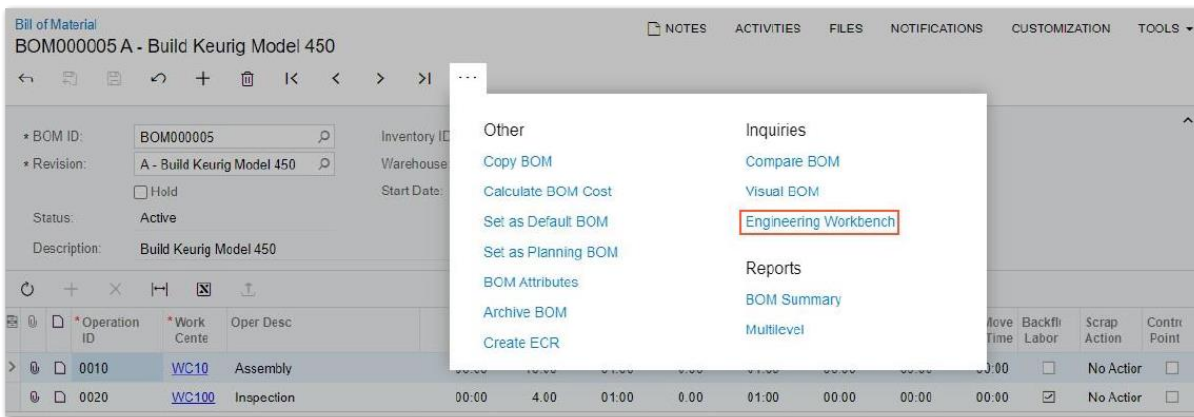 Bill of Material
BOM000005 A - Build Keurig Model 450
NOTES ACTIVITIES FILES NOTIFICATIONS CUSTOMIZATION TOOLS
...
* BOM ID: BOM000005 Inventory ID
* Revision: A - Build Keurig Model 450 Warehouse
Hold Start Date:
Status: Active
Description: Build Keurig Model 450
Other
Copy BOM
Calculate BOM Cost
Set as Default BOM
Set as Planning BOM
BOM Attributes
Archive BOM
Create ECR
Inquiries
Compare BOM
Visual BOM
Engineering Workbench
Reports
BOM Summary
Multilevel
* Operation ID * Work Cente Oper Desc Move Time Backflu Labor Scrap Action Contro Point
0010 WC10 Assembly No Action
0020 WC100 Inspection 00:00 4.00 01:00 0.00 01:00 00:00 00:00 00:00 No Action